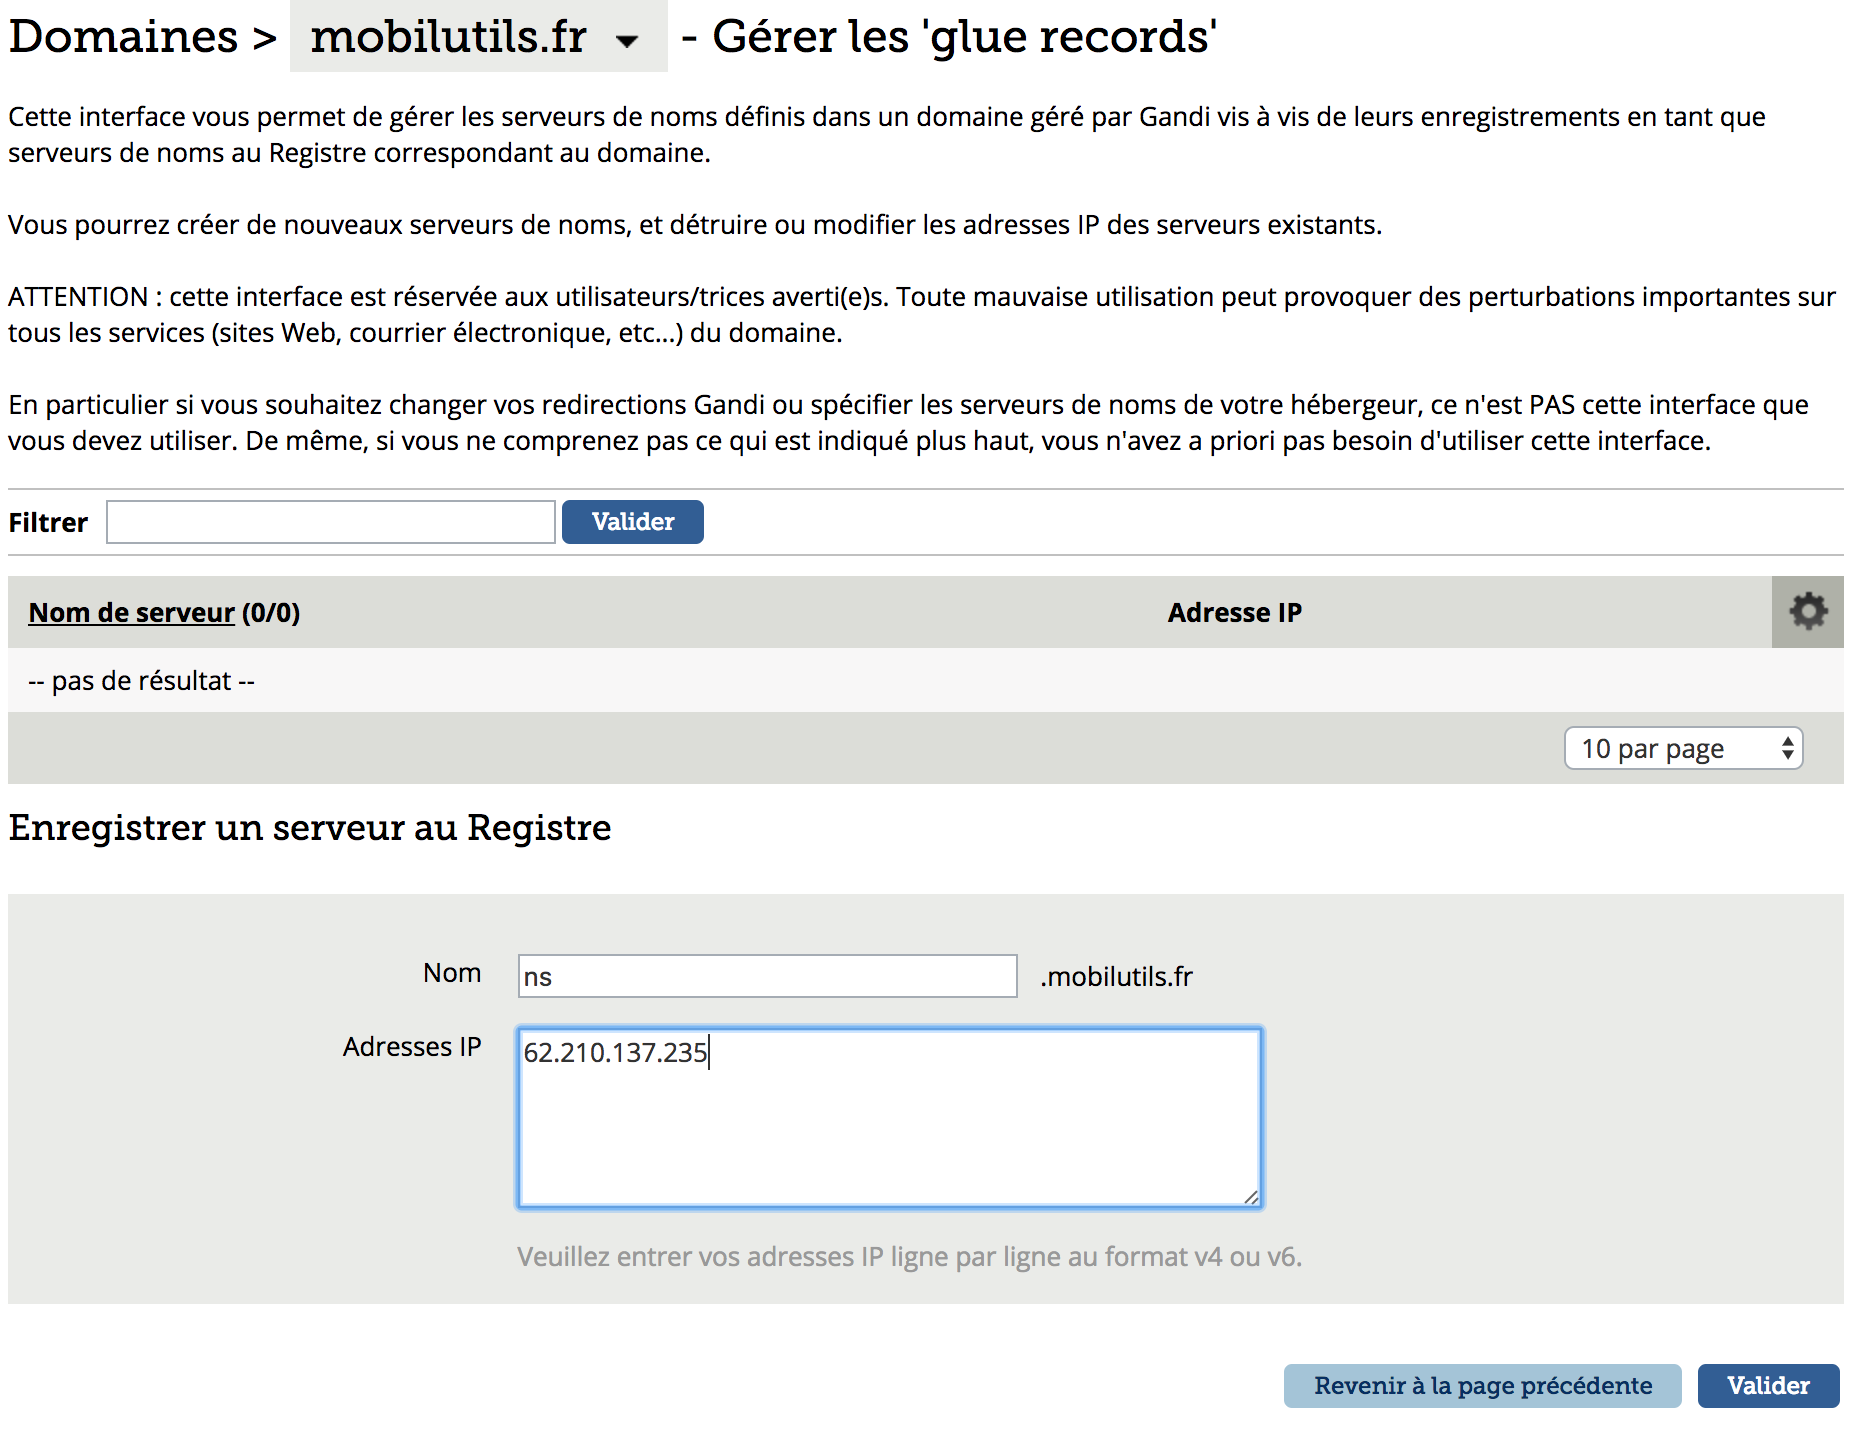 Domaines > mobilutils.fr - Gérer les 'glue records'
Cette interface vous permet de gérer les serveurs de noms définis dans un domaine géré par Gandi vis à vis de leurs enregistrements en tant que
serveurs de noms au Registre correspondant au domaine.
Vous pourrez créer de nouveaux serveurs de noms, et détruire ou modifier les adresses IP des serveurs existants.
ATTENTION : cette interface est réservée aux utilisateurs/trices averti(e)s. Toute mauvaise utilisation peut provoquer des perturbations importantes sur
tous les services (sites Web, courrier électronique, etc...) du domaine.
En particulier si vous souhaitez changer vos redirections Gandi ou spécifier les serveurs de noms de votre hébergeur, ce n'est PAS cette interface que
vous devez utiliser. De même, si vous ne comprenez pas ce qui est indiqué plus haut, vous n'avez a priori pas besoin d'utiliser cette interface.
Filtrer Valider
Nom de serveur (0/0) Adresse IP
-- pas de résultat --
10 par page
Enregistrer un serveur au Registre
Nom ns .mobilutils.fr
Adresses IP 62.210.137.235
Veuillez entrer vos adresses IP ligne par ligne au format v4 ou v6.
Revenir à la page précédente Valider